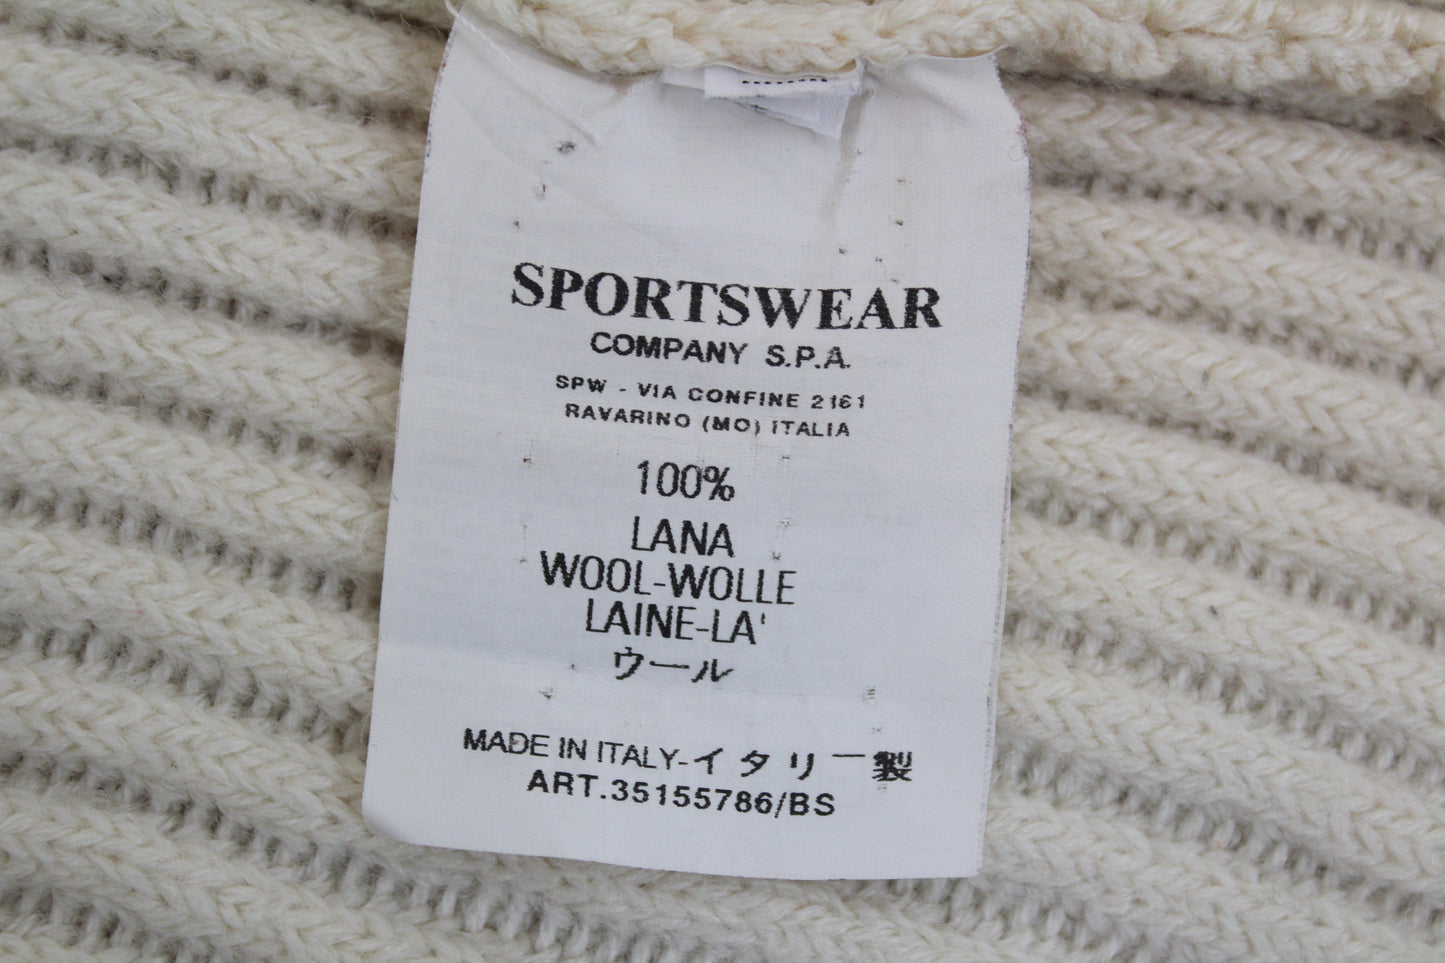 SPORTSWEAR
COMPANY S.P.A.
SPW - VIA CONFINE 2161
RAVARINO (MO) ITALIA
100%
LANA
WOOL-WOLLE
LAINE-LA'
ウール
MADE IN ITALY-イタリー製
ART.35155786/BS